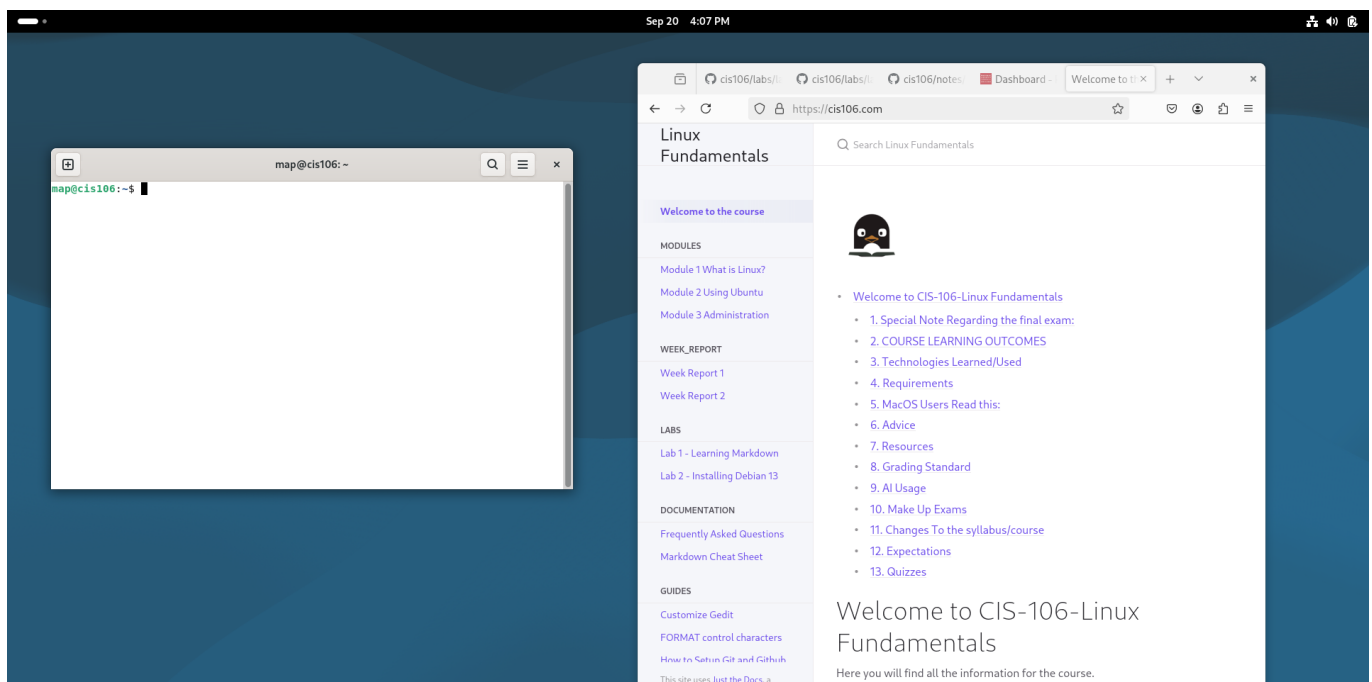 Sep 20 4:07 PM
map@cis106: ~
map@cis106:~$
cis106/labs/
cis106/labs/
cis106/notes
Dashboard -
Welcome to
https://cis106.com
Linux
Fundamentals
Search Linux Fundamentals
Welcome to the course
MODULES
Module 1 What is Linux?
Module 2 Using Ubuntu
Module 3 Administration
WEEK_REPORT
Week Report 1
Week Report 2
LABS
Lab 1 - Learning Markdown
Lab 2 - Installing Debian 13
DOCUMENTATION
Frequently Asked Questions
Markdown Cheat Sheet
GUIDES
Customize Gedit
FORMAT control characters
How to Setup Git and Github
This site uses Just the Docs, a
Welcome to CIS-106-Linux Fundamentals
1. Special Note Regarding the final exam:
2. COURSE LEARNING OUTCOMES
3. Technologies Learned/Used
4. Requirements
5. MacOS Users Read this:
6. Advice
7. Resources
8. Grading Standard
9. AI Usage
10. Make Up Exams
11. Changes To the syllabus/course
12. Expectations
13. Quizzes
Welcome to CIS-106-Linux
Fundamentals
Here you will find all the information for the course.